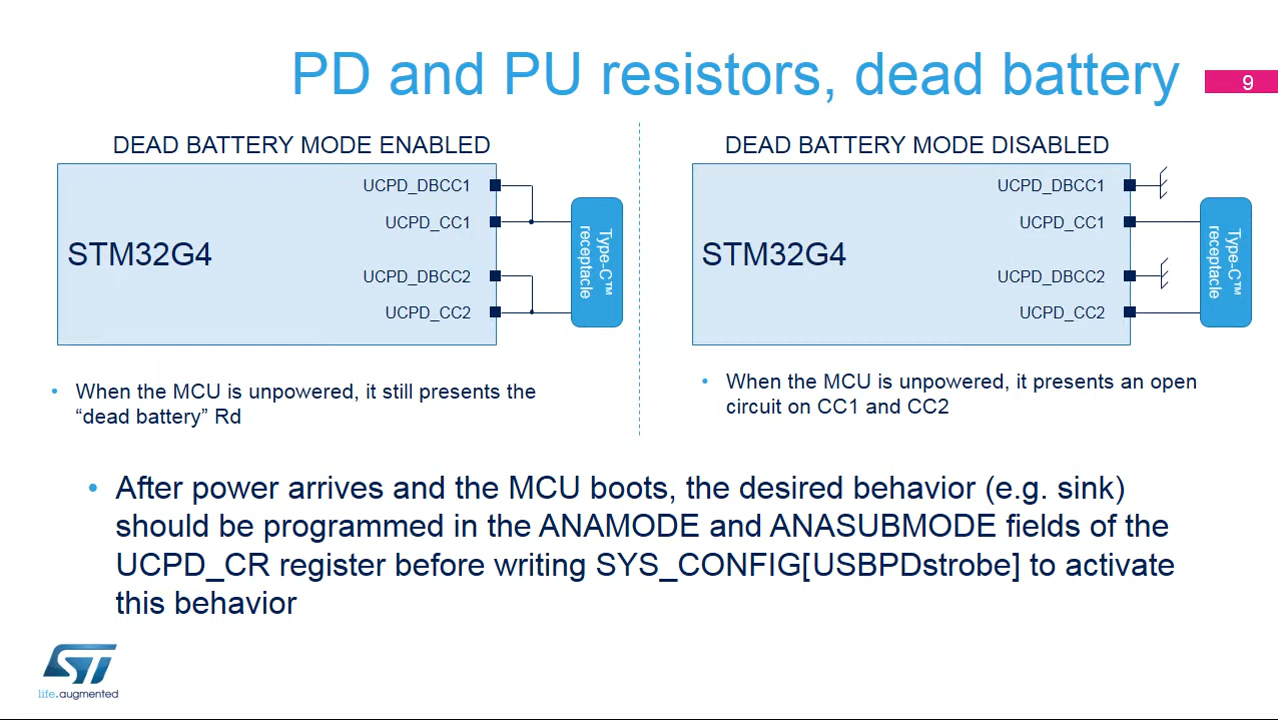 PD and PU resistors, dead battery
9
DEAD BATTERY MODE ENABLED
UCPD_DBCC1
UCPD_CC1
STM32G4
UCPD_DBCC2
UCPD_CC2
Type-C™
receptacle
• When the MCU is unpowered, it still presents the
“dead battery” Rd
DEAD BATTERY MODE DISABLED
UCPD_DBCC1
UCPD_CC1
STM32G4
UCPD_DBCC2
UCPD_CC2
Type-C™
receptacle
• When the MCU is unpowered, it presents an open
circuit on CC1 and CC2
• After power arrives and the MCU boots, the desired behavior (e.g. sink)
should be programmed in the ANAMODE and ANASUBMODE fields of the
UCPD_CR register before writing SYS_CONFIG[USBPDstrobe] to activate
this behavior
ST
life.augmented